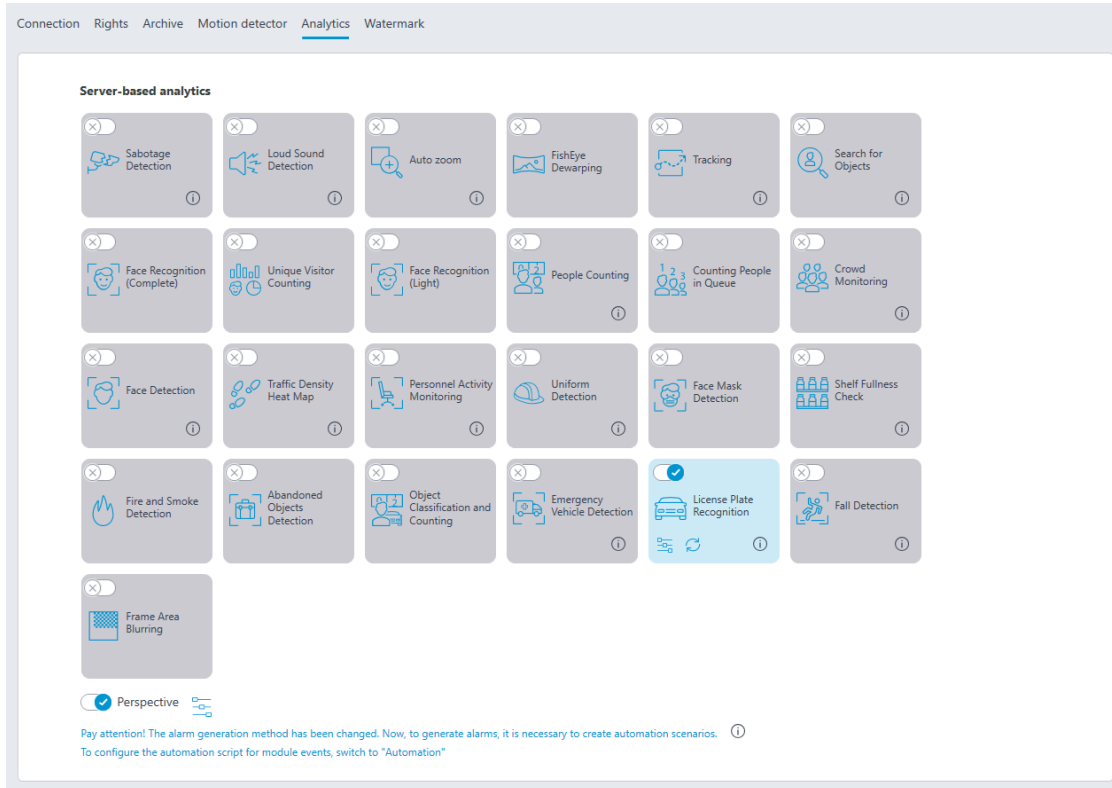 Connection Rights Archive Motion detector Analytics Watermark
Server-based analytics
Sabotage
Detection
Loud Sound
Detection
Auto zoom
FishEye
Dewarping
Tracking
Search for
Objects
Face Recognition
(Complete)
Unique Visitor
Counting
Face Recognition
(Light)
People Counting
Counting People
in Queue
Crowd
Monitoring
Face Detection
Traffic Density
Heat Map
Personnel Activity
Monitoring
Uniform
Detection
Face Mask
Detection
Shelf Fullness
Check
Fire and Smoke
Detection
Abandoned
Objects
Detection
Object
Classification and
Counting
Emergency
Vehicle Detection
License Plate
Recognition
Fall Detection
Frame Area
Blurring
Perspective
Pay attention! The alarm generation method has been changed. Now, to generate alarms, it is necessary to create automation scenarios.
To configure the automation script for module events, switch to "Automation"